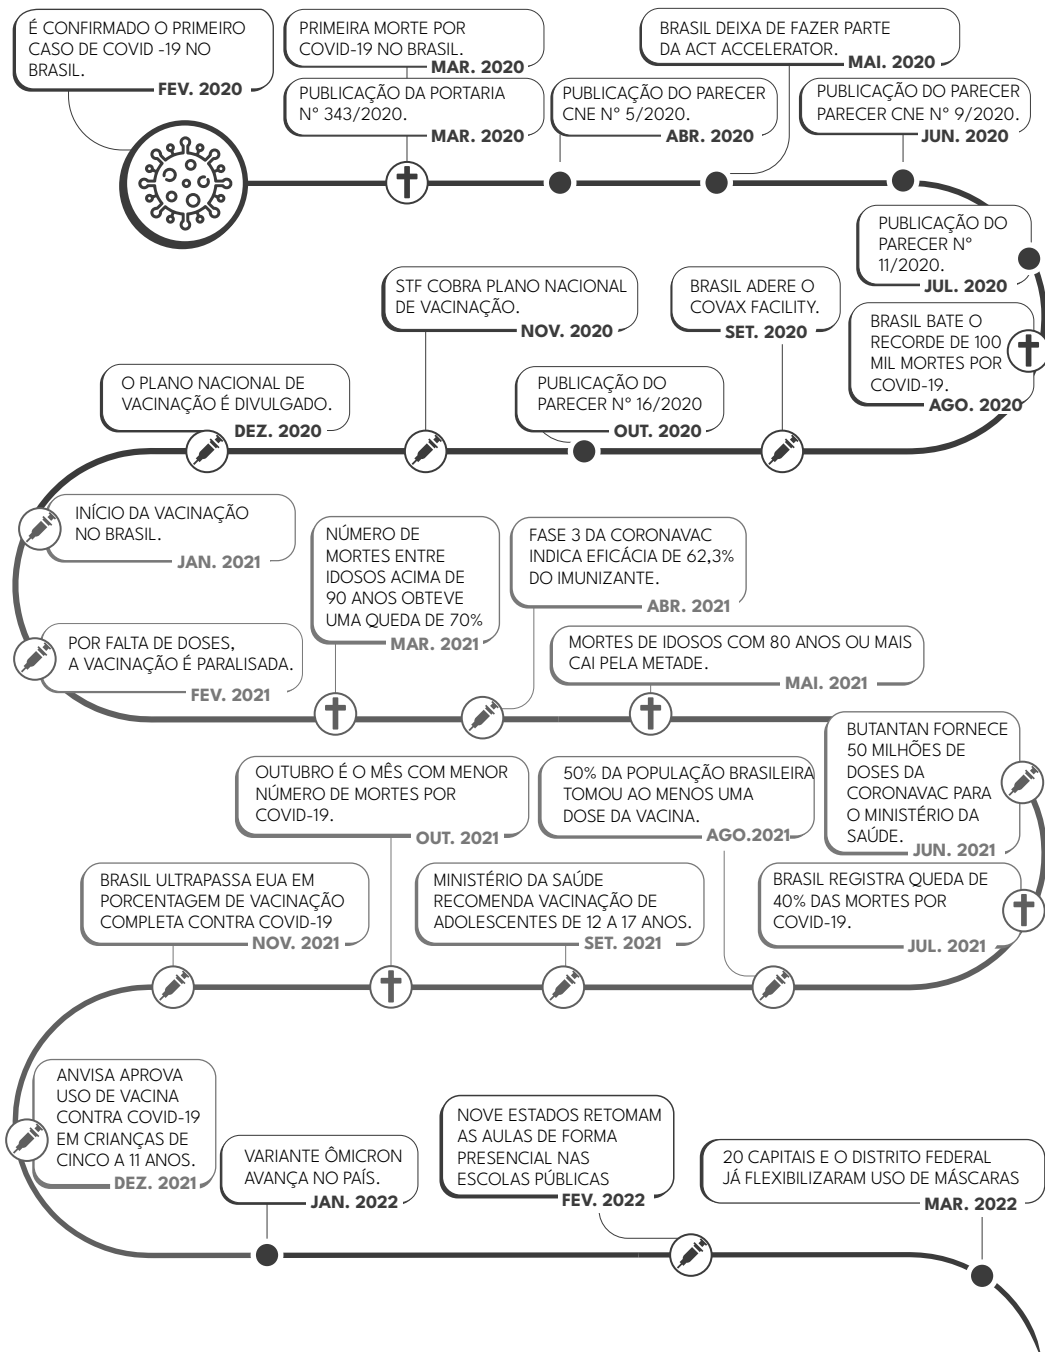 É CONFIRMADO O PRIMEIRO
CASO DE COVID -19 NO
BRASIL.
FEV. 2020
PRIMEIRA MORTE POR
COVID-19 NO BRASIL.
MAR. 2020
PUBLICAÇÃO DA PORTARIA
N° 343/2020.
MAR. 2020
PUBLICAÇÃO DO PARECER
CNE N° 5/2020.
ABR. 2020
BRASIL DEIXA DE FAZER PARTE
DA ACT ACCELERATOR.
MAI. 2020
PUBLICAÇÃO DO PARECER
PARECER CNE N° 9/2020.
JUN. 2020
PUBLICAÇÃO DO
PARECER N°
11/2020.
JUL. 2020
BRASIL BATE O
RECORDE DE 100
MIL MORTES POR
COVID-19.
AGO. 2020
BRASIL ADERE O
COVAX FACILITY.
SET. 2020
PUBLICAÇÃO DO
PARECER N° 16/2020
OUT. 2020
STF COBRA PLANO NACIONAL
DE VACINAÇÃO.
NOV. 2020
O PLANO NACIONAL DE
VACINAÇÃO É DIVULGADO.
DEZ. 2020
INÍCIO DA VACINAÇÃO
NO BRASIL.
JAN. 2021
POR FALTA DE DOSES,
A VACINAÇÃO É PARALISADA.
FEV. 2021
NÚMERO DE
MORTES ENTRE
IDOSOS ACIMA DE
90 ANOS OBTEVE
UMA QUEDA DE 70%
MAR. 2021
FASE 3 DA CORONAVAC
INDICA EFICÁCIA DE 62,3%
DO IMUNIZANTE.
ABR. 2021
MORTES DE IDOSOS COM 80 ANOS OU MAIS
CAI PELA METADE.
MAI. 2021
BUTANTAN FORNECE
50 MILHÕES DE
DOSES DA
CORONAVAC PARA
O MINISTÉRIO DA
SAÚDE.
JUN. 2021
BRASIL REGISTRA QUEDA DE
40% DAS MORTES POR
COVID-19.
JUL. 2021
50% DA POPULAÇÃO BRASILEIRA
TOMOU AO MENOS UMA
DOSE DA VACINA.
AGO.2021
MINISTÉRIO DA SAÚDE
RECOMENDA VACINAÇÃO DE
ADOLESCENTES DE 12 A 17 ANOS.
SET. 2021
OUTUBRO É O MÊS COM MENOR
NÚMERO DE MORTES POR
COVID-19.
OUT. 2021
BRASIL ULTRAPASSA EUA EM
PORCENTAGEM DE VACINAÇÃO
COMPLETA CONTRA COVID-19
NOV. 2021
ANVISA APROVA
USO DE VACINA
CONTRA COVID-19
EM CRIANÇAS DE
CINCO A 11 ANOS.
DEZ. 2021
VARIANTE ÔMICRON
AVANÇA NO PAÍS.
JAN. 2022
NOVE ESTADOS RETOMAM
AS AULAS DE FORMA
PRESENCIAL NAS
ESCOLAS PÚBLICAS
FEV. 2022
20 CAPITAIS E O DISTRITO FEDERAL
JÁ FLEXIBILIZARAM USO DE MÁSCARAS
MAR. 2022